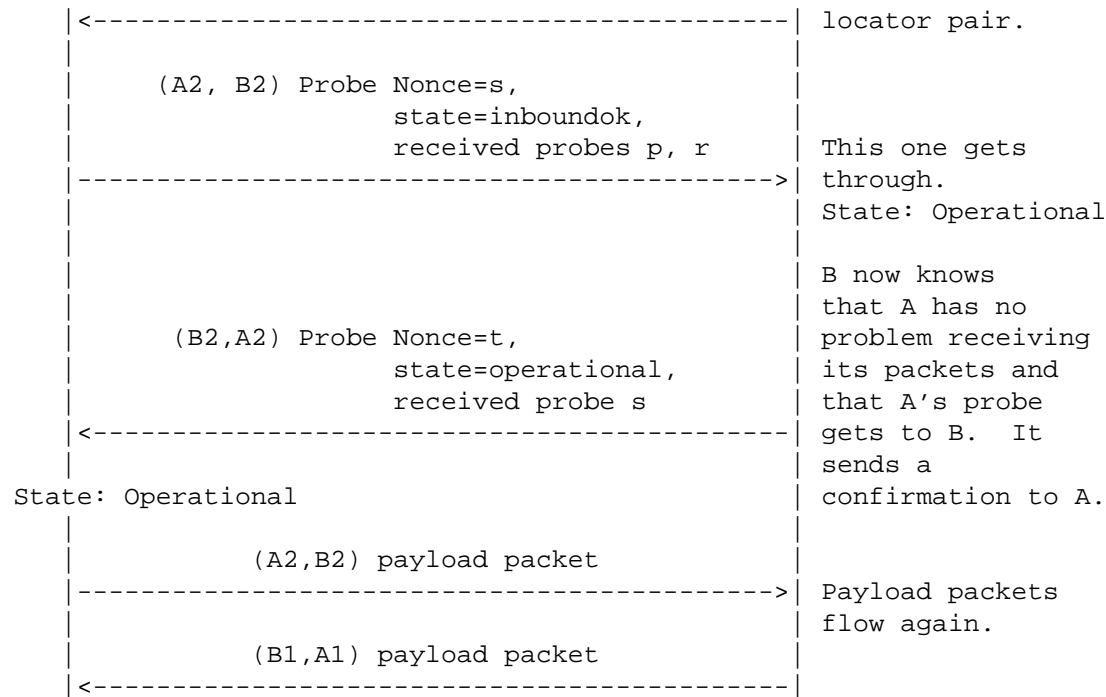 |<--------------------------------------------| locator pair.
|                                             |
|     (A2, B2) Probe Nonce=s,                 |
|                    state=inboundok,         |
|                    received probes p, r     | This one gets
|-------------------------------------------->| through.
|                                             | State: Operational
|                                             |
|                                             | B now knows
|                                             | that A has no
|      (B2,A2) Probe Nonce=t,                 | problem receiving
|                    state=operational,       | its packets and
|                    received probe s         | that A's probe
|<--------------------------------------------| gets to B.  It
|                                             | sends a
State: Operational                            | confirmation to A.
|                                             |
|           (A2,B2) payload packet            |
|-------------------------------------------->| Payload packets
|                                             | flow again.
|           (B1,A1) payload packet            |
|<--------------------------------------------|